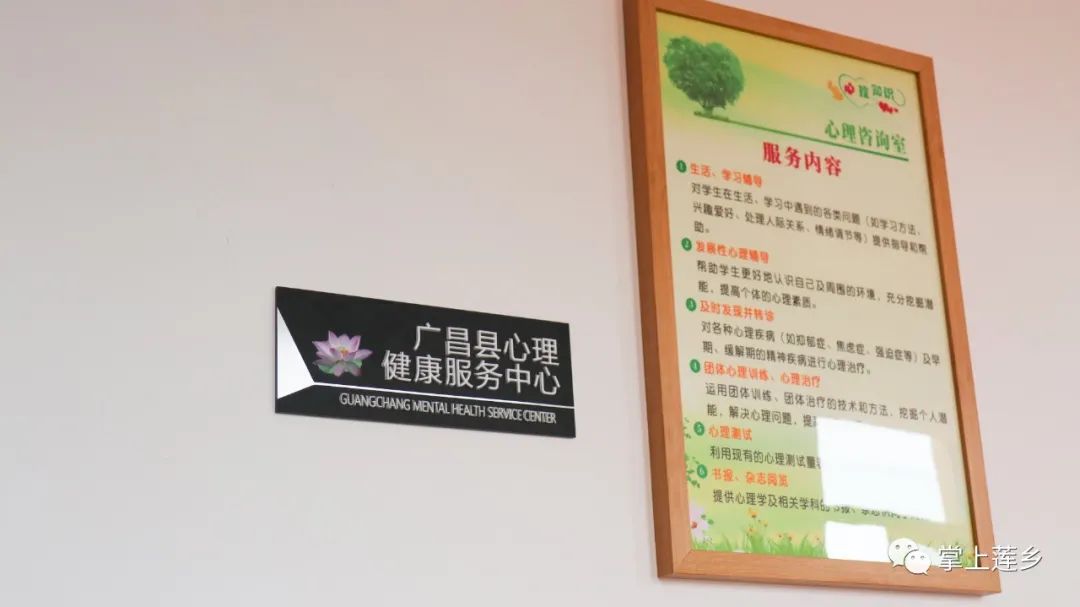 广昌县心理
健康服务中心
GUANGCHANG MENTAL HEALTH SERVICE CENTER
知识
心理咨询室
服务内容
1 生活、学习辅导
对学生在生活、学习中遇到的各类问题（如学习方法、
兴趣爱好、处理人际关系、情绪调节等）提供指导和帮
助。
2 发展性心理辅导
帮助学生更好地认识自己及周围的环境，充分挖掘潜
能，提高个体的心理素质。
3 及时发现并转诊
对各种心理疾病（如抑郁症、焦虑症、强迫症等）及早
期、缓解期的精神疾病进行心理治疗。
4 团体心理训练、心理治疗
运用团体训练、团体治疗的技术和方法，挖掘个人潜
能，解决心理问题，提
5 心理测试
利用现有的心理测试量
6 书报、杂志阅览
提供心理学及相关学科的书报、
掌上莲乡